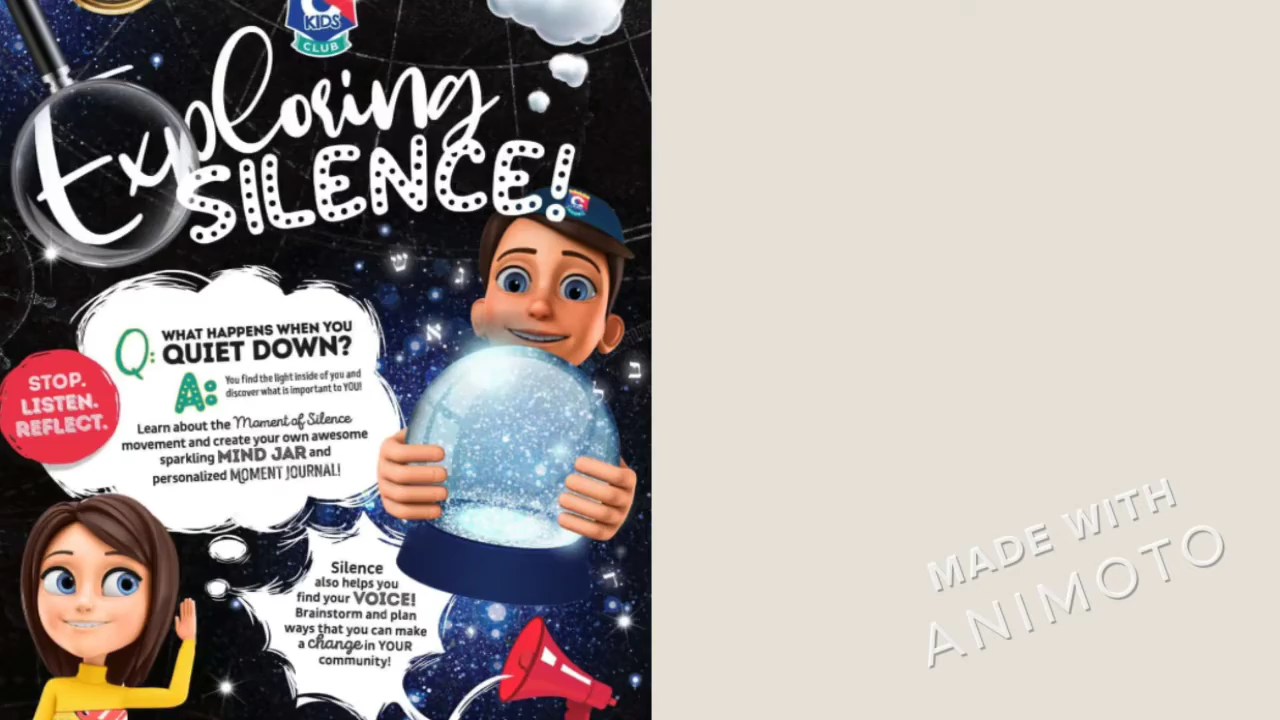 C
KIDS
CLUB
Exploring
SILENCE!
ש
נ
א
ב
Q: WHAT HAPPENS WHEN YOU
QUIET DOWN?
A: You find the light inside of you and
discover what is important to YOU!
STOP.
LISTEN.
REFLECT.
Learn about the Moment of Silence
movement and create your own awesome
sparkling MIND JAR and
personalized MOMENT JOURNAL!
Silence
also helps you
find your VOICE!
Brainstorm and plan
ways that you can make
a change in YOUR
community!
MADE WITH
ANIMOTO